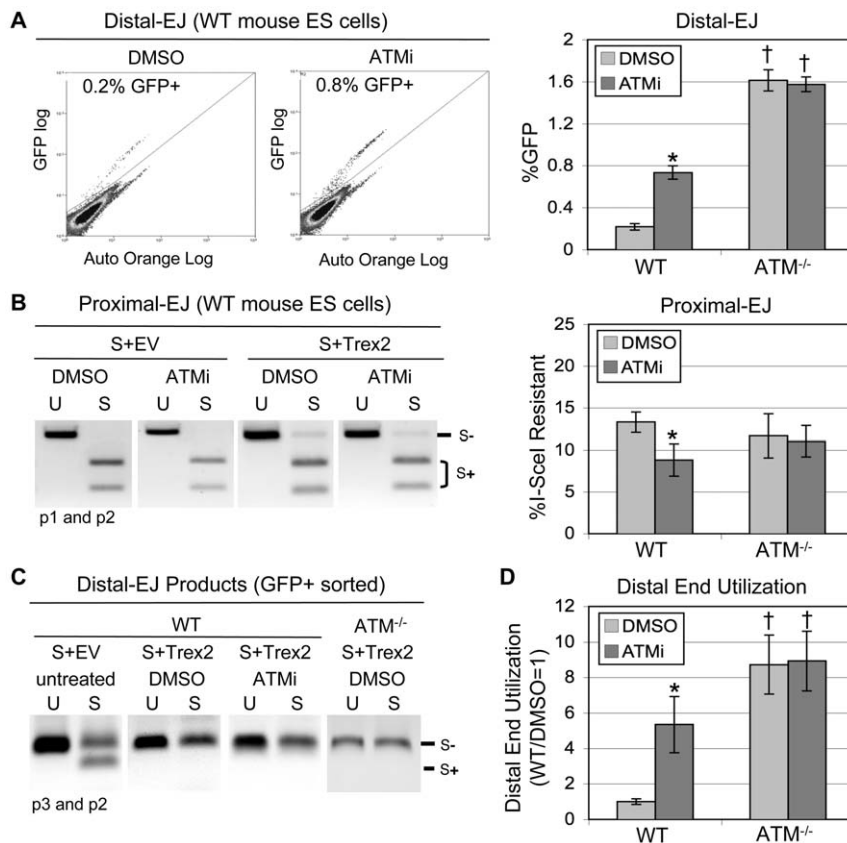 A
Distal-EJ (WT mouse ES cells)
DMSO
ATMi
0.2% GFP+
0.8% GFP+
GFP log
GFP log
Auto Orange Log
Auto Orange Log
Distal-EJ
DMSO
ATMi
† †
*
%GFP
2
1.6
1.2
0.8
0.4
0
WT
ATM-/-
B
Proximal-EJ (WT mouse ES cells)
S+EV
S+Trex2
DMSO
ATMi
DMSO
ATMi
U S U S U S U S
S-
S+
p1 and p2
Proximal-EJ
DMSO
ATMi
*
%I-SceI Resistant
25
20
15
10
5
0
WT
ATM-/-
C
Distal-EJ Products (GFP+ sorted)
WT
ATM-/-
S+EV
untreated
S+Trex2
DMSO
S+Trex2
ATMi
S+Trex2
DMSO
U S U S U S U S
S-
S+
p3 and p2
D
Distal End Utilization
DMSO
ATMi
† †
*
Distal End Utilization
(WT/DMSO=1)
12
10
8
6
4
2
0
WT
ATM-/-